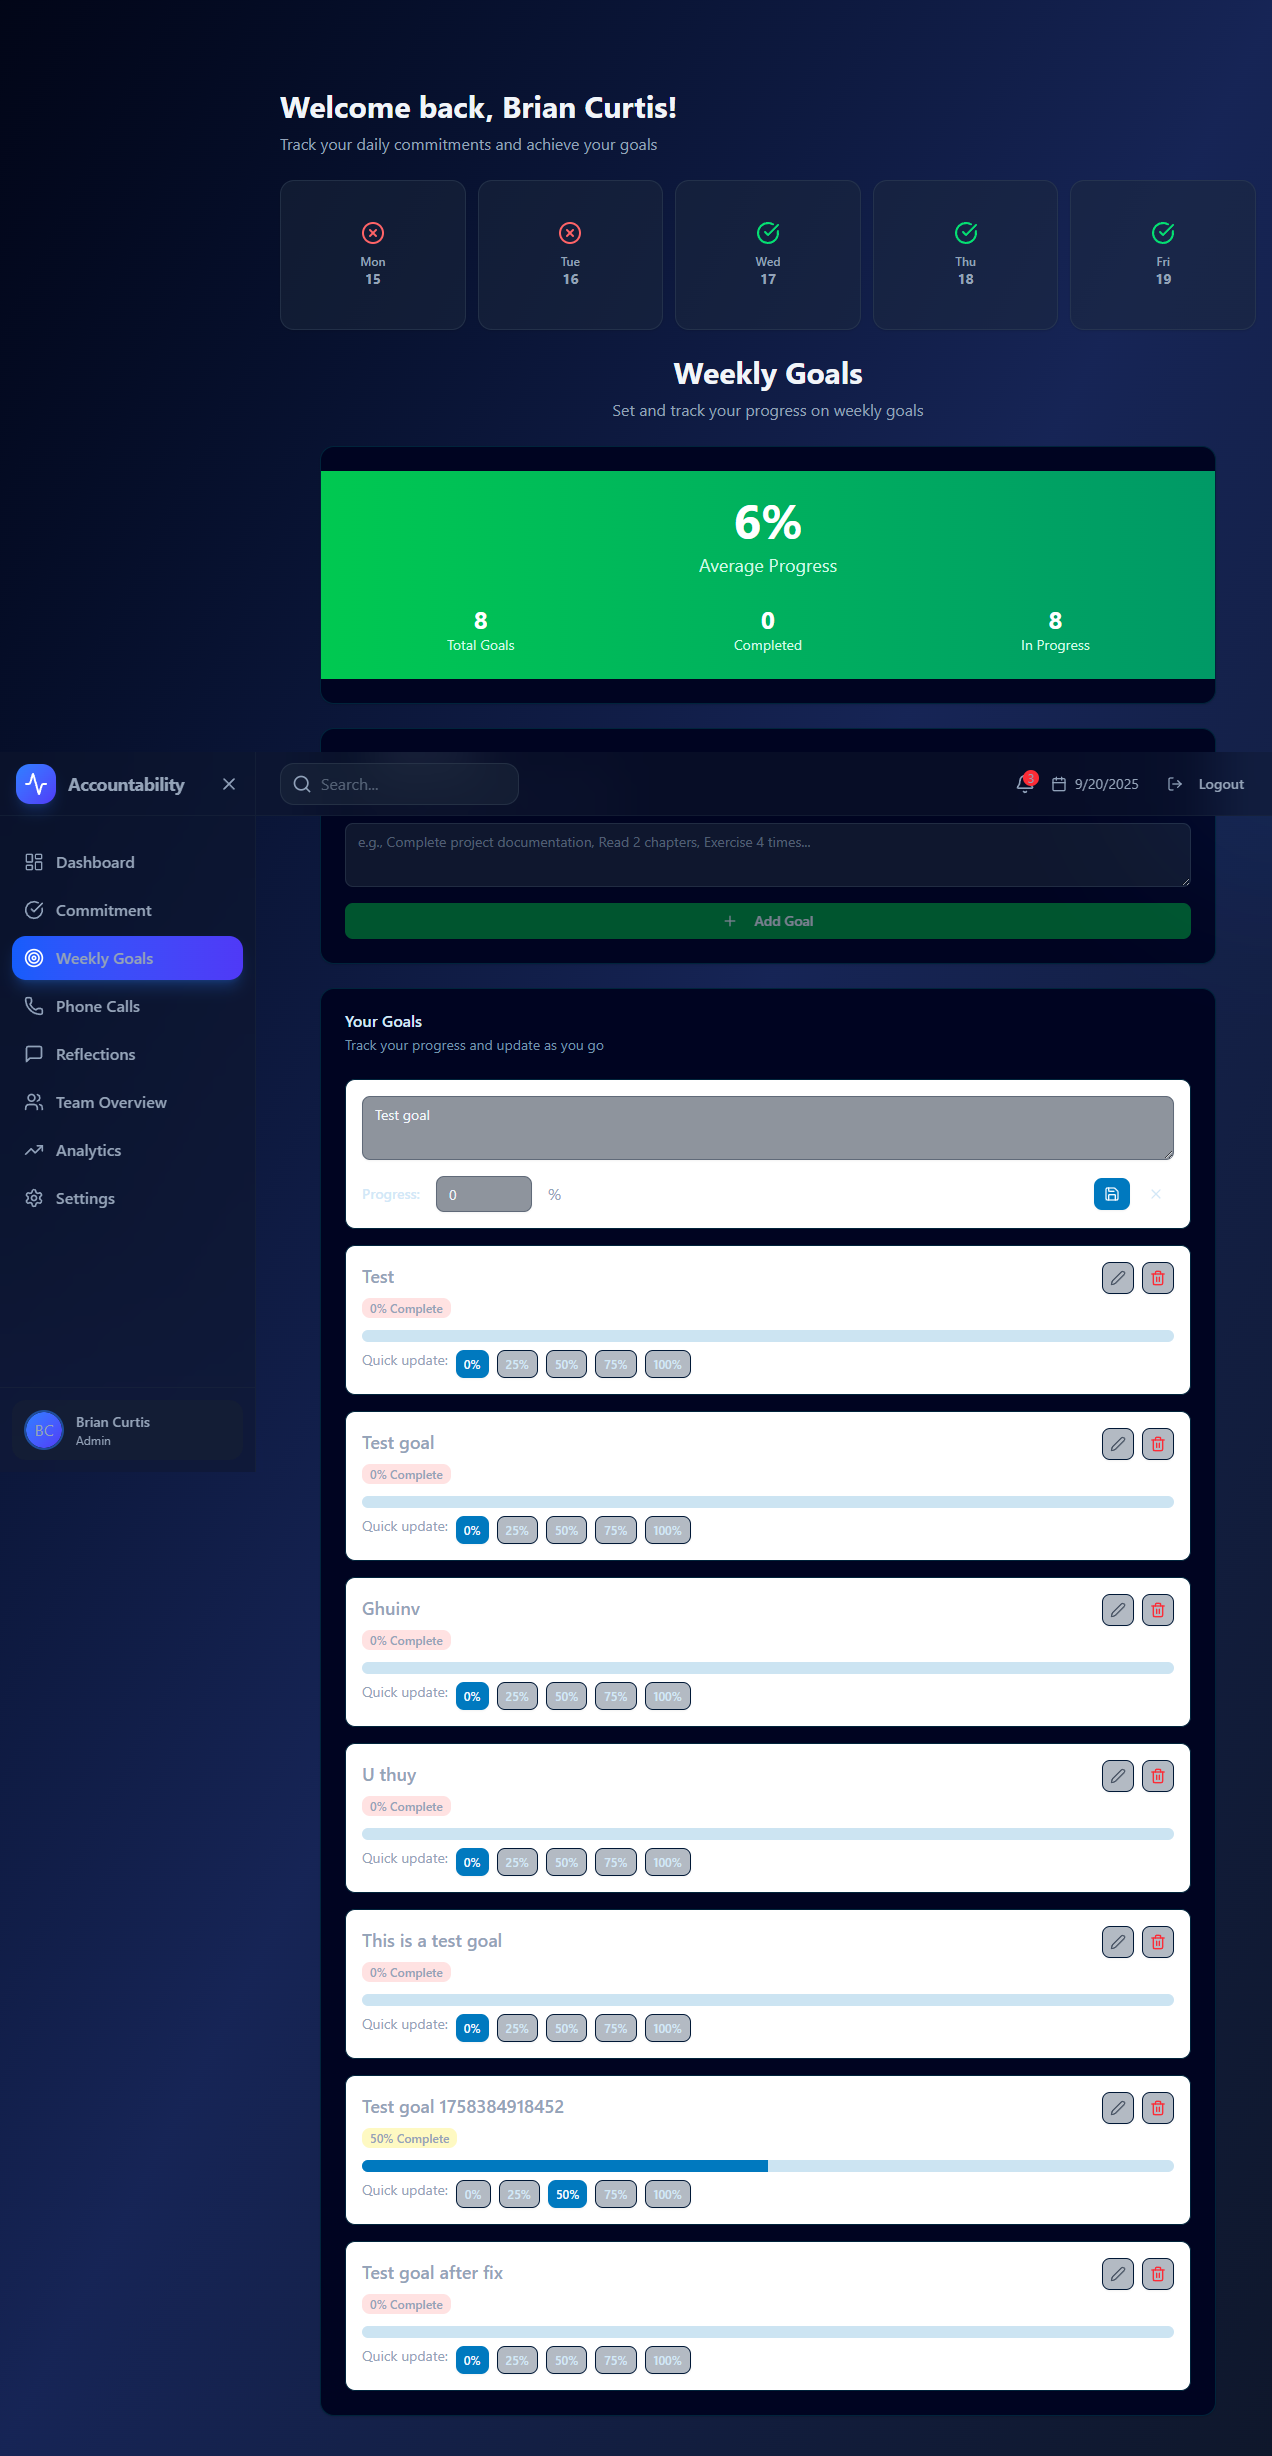 Welcome back, Brian Curtis!
Track your daily commitments and achieve your goals
Mon
15
Tue
16
Wed
17
Thu
18
Fri
19
Weekly Goals
Set and track your progress on weekly goals
6%
Average Progress
8
Total Goals
0
Completed
8
In Progress
Accountability
Search...
3
9/20/2025
Logout
Dashboard
Commitment
Weekly Goals
Phone Calls
Reflections
Team Overview
Analytics
Settings
BC
Brian Curtis
Admin
e.g., Complete project documentation, Read 2 chapters, Exercise 4 times...
Add Goal
Your Goals
Track your progress and update as you go
Test goal
Progress: 0 %
Test
0% Complete
Quick update: 0% 25% 50% 75% 100%
Test goal
0% Complete
Quick update: 0% 25% 50% 75% 100%
Ghuinv
0% Complete
Quick update: 0% 25% 50% 75% 100%
U thuy
0% Complete
Quick update: 0% 25% 50% 75% 100%
This is a test goal
0% Complete
Quick update: 0% 25% 50% 75% 100%
Test goal 1758384918452
50% Complete
Quick update: 0% 25% 50% 75% 100%
Test goal after fix
0% Complete
Quick update: 0% 25% 50% 75% 100%